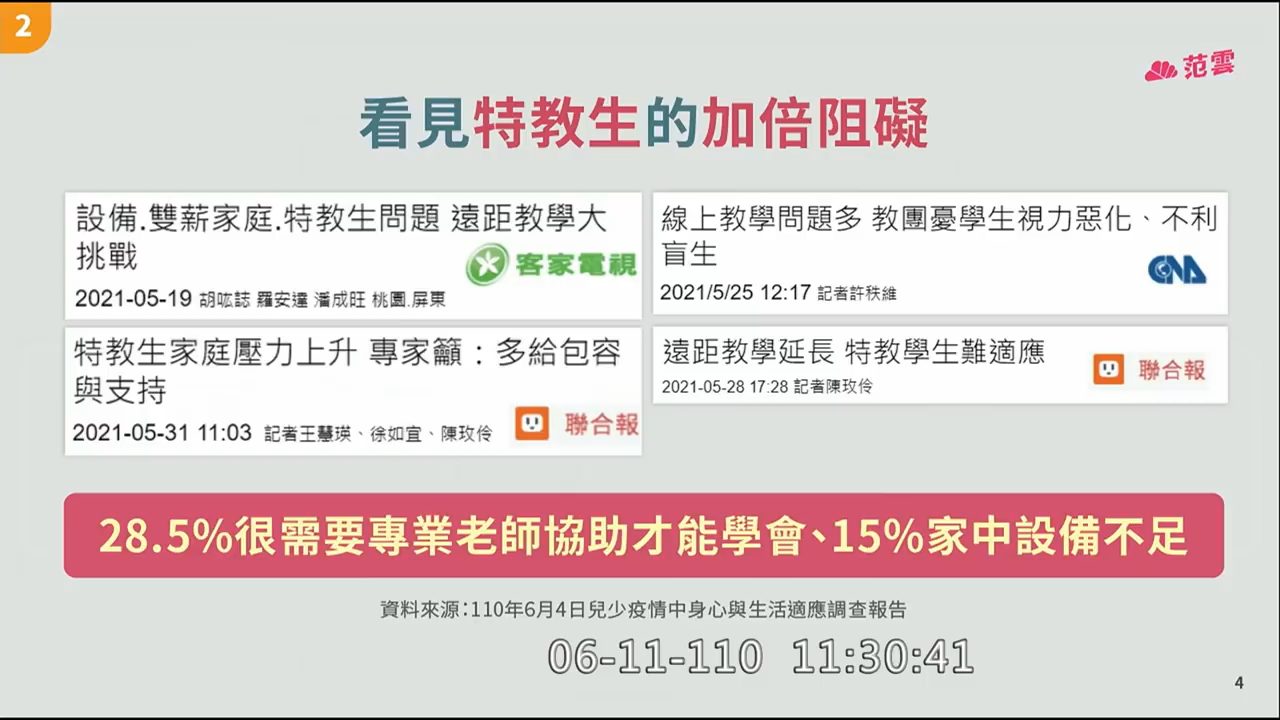 2
范雲
看見特教生的加倍阻礙
設備.雙薪家庭.特教生問題 遠距教學大
挑戰
客家電視
2021-05-19 胡呅誌 羅安達 潘成旺 桃園.屏東
線上教學問題多 教團憂學生視力惡化、不利
盲生
CNA
2021/5/25 12:17 記者許秩維
特教生家庭壓力上升 專家籲：多給包容
與支持
2021-05-31 11:03 記者王慧瑛、徐如宜、陳玫伶
聯合報
遠距教學延長 特教學生難適應
2021-05-28 17:28 記者陳玫伶
聯合報
28.5%很需要專業老師協助才能學會、15%家中設備不足
資料來源：110年6月4日兒少疫情中身心與生活適應調查報告
06-11-110 11:30:41
4